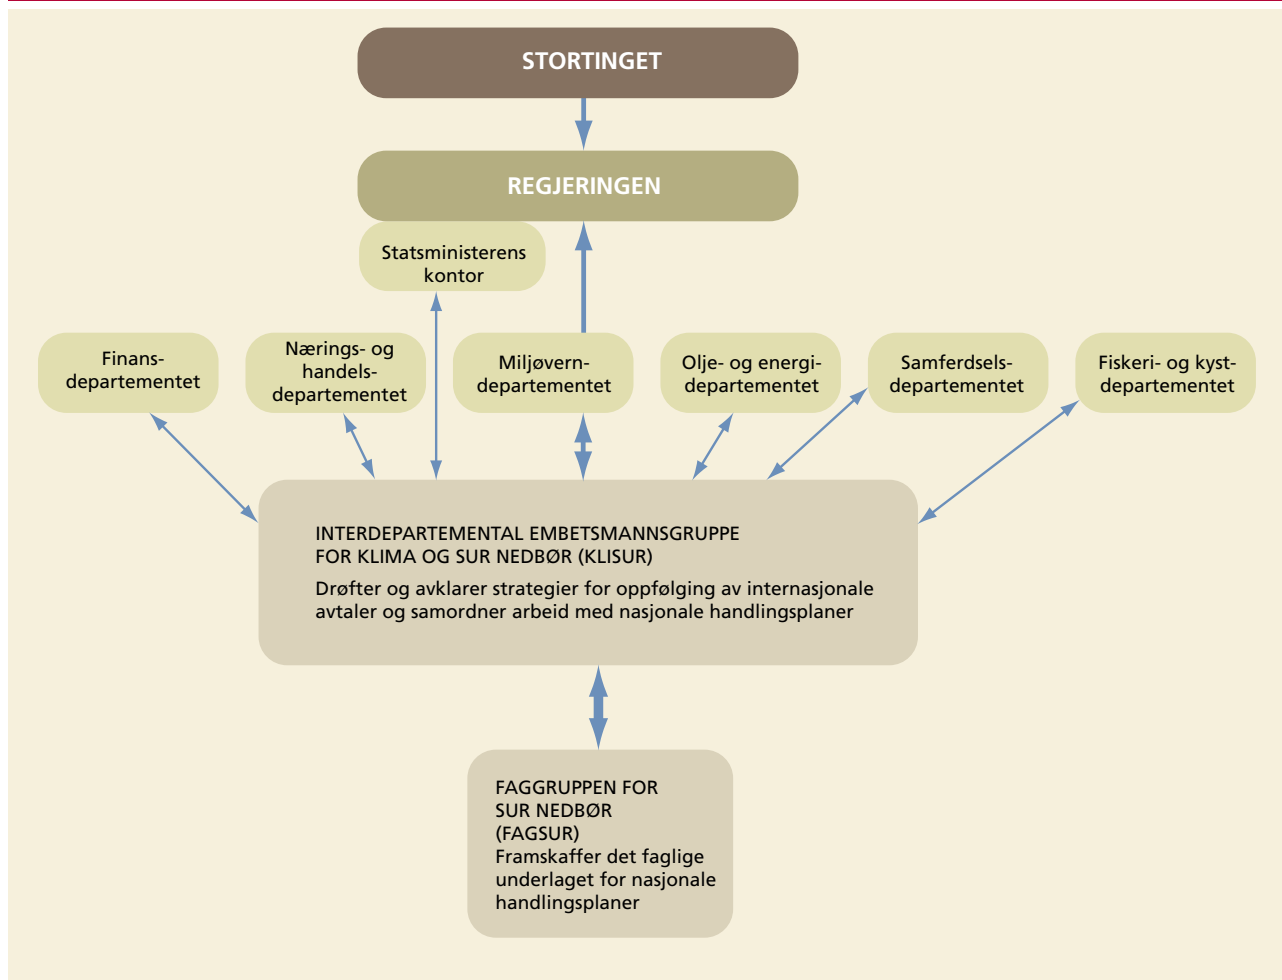 STORTINGET
REGJERINGEN
Statsministerens
kontor
Finans-
departementet
Nærings- og
handels-
departementet
Miljøvern-
departementet
Olje- og energi-
departementet
Samferdsels-
departementet
Fiskeri- og kyst-
departementet
INTERDEPARTEMENTAL EMBETSMANNSGRUPPE
FOR KLIMA OG SUR NEDBØR (KLISUR)
Drøfter og avklarer strategier for oppfølging av internasjonale
avtaler og samordner arbeid med nasjonale handlingsplaner
FAGGRUPPEN FOR
SUR NEDBØR
(FAGSUR)
Framskaffer det faglige
underlaget for nasjonale
handlingsplaner